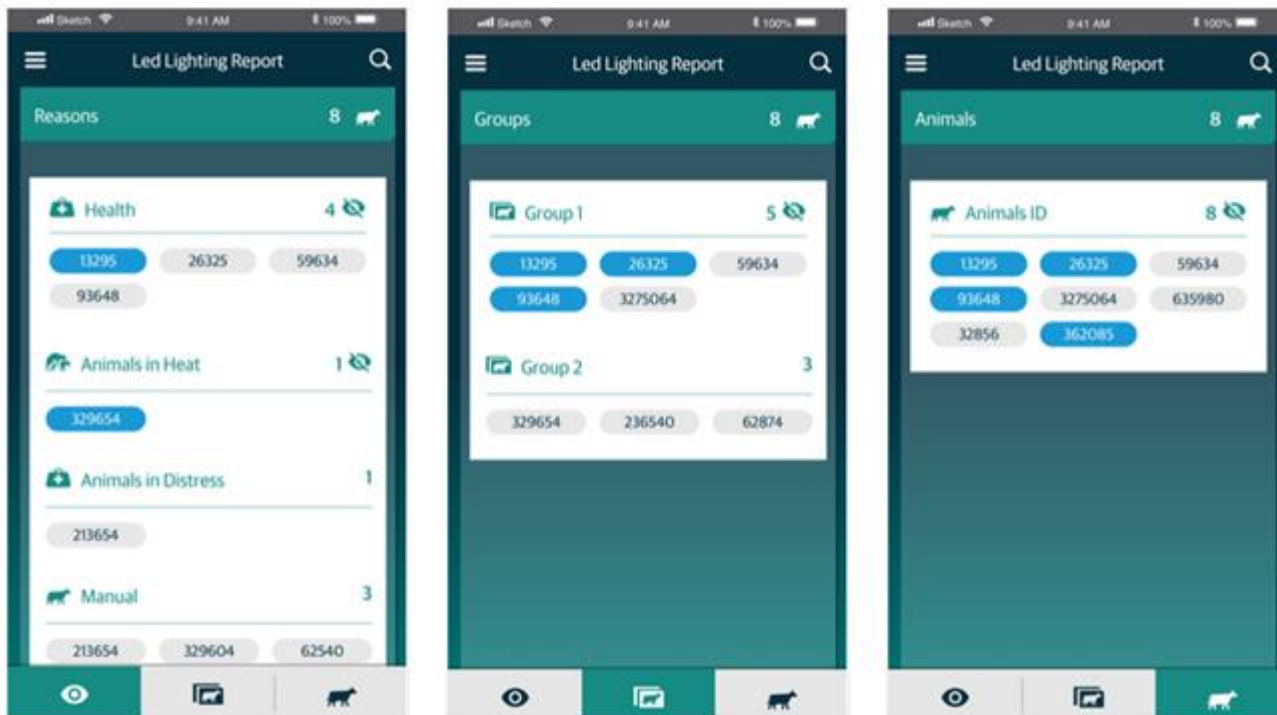 Sketch 9:41 AM 100%
Led Lighting Report
Reasons 8
Health 4
13295 26325 59634
93648
Animals in Heat 1
329654
Animals in Distress 1
213654
Manual 3
213654 329604 62540
Sketch 9:41 AM 100%
Led Lighting Report
Groups 8
Group 1 5
13295 26325 59634
93648 3275064
Group 2 3
329654 236540 62874
Sketch 9:41 AM 100%
Led Lighting Report
Animals 8
Animals ID 8
13295 26325 59634
93648 3275064 635980
32856 362085